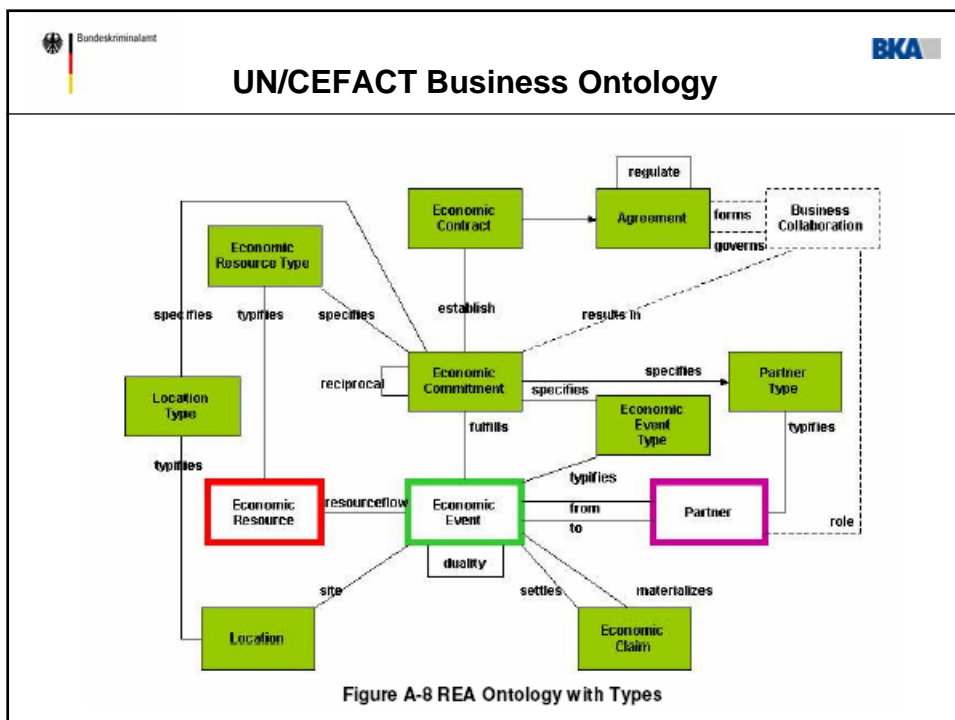 Bundeskriminalamt
BKA
UN/CEFACT Business Ontology
regulate
Economic
Contract
Agreement
forms
governs
Business
Collaboration
Economic
Resource Type
specifies
typifies
specifies
establish
results in
reciprocal
Economic
Commitment
specifies
specifies
Partner
Type
Location
Type
Economic
Event
Type
fulfills
typifies
typifies
typifies
Economic
Resource
resourceflow
Economic
Event
from
to
Partner
role
duality
site
settles
materializes
Location
Economic
Claim
Figure A-8 REA Ontology with Types